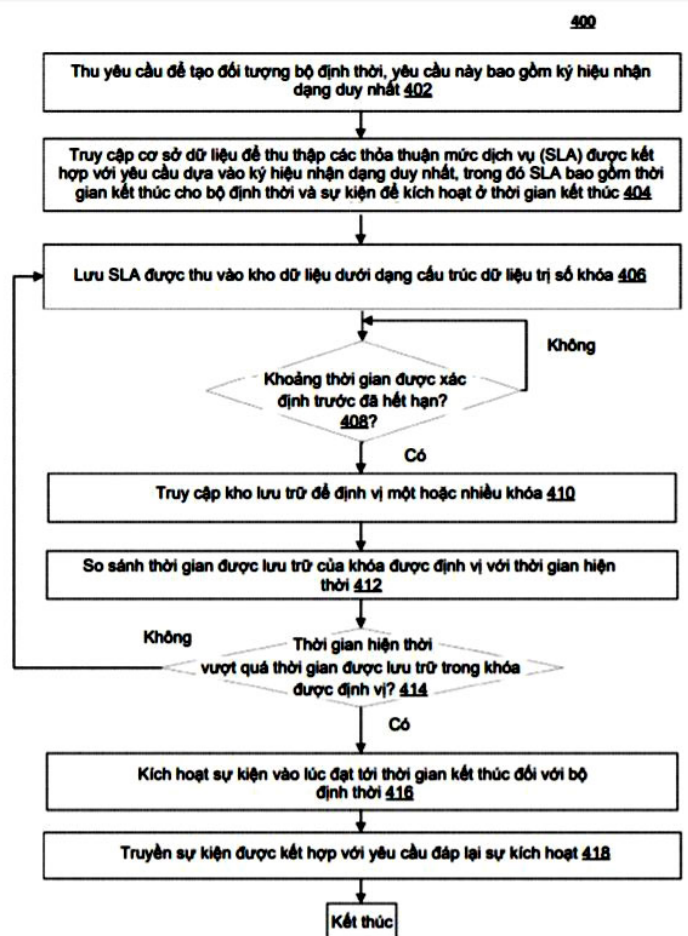 400
Thu yêu cầu để tạo đối tượng bộ định thời, yêu cầu này bao gồm ký hiệu nhận
dạng duy nhất 402
Truy cập cơ sở dữ liệu để thu thập các thỏa thuận mức dịch vụ (SLA) được kết
hợp với yêu cầu dựa vào ký hiệu nhận dạng duy nhất, trong đó SLA bao gồm thời
gian kết thúc cho bộ định thời và sự kiện để kích hoạt ở thời gian kết thúc 404
Lưu SLA được thu vào kho dữ liệu dưới dạng cấu trúc dữ liệu trị số khóa 406
Không
Khoảng thời gian được xác
định trước đã hết hạn?
408?
Có
Truy cập kho lưu trữ để định vị một hoặc nhiều khóa 410
So sánh thời gian được lưu trữ của khóa được định vị với thời gian hiện
thời 412
Không
Thời gian hiện thời
vượt quá thời gian được lưu trữ trong khóa
được định vị? 414
Có
Kích hoạt sự kiện vào lúc đạt tới thời gian kết thúc đối với bộ
định thời 416
Truyền sự kiện được kết hợp với yêu cầu đáp lại sự kích hoạt 418
Kết thúc